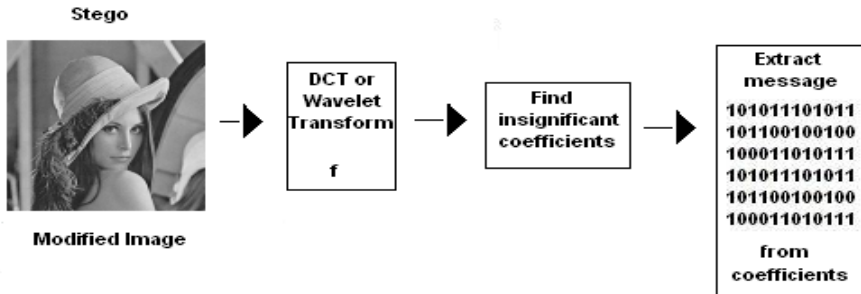 Stego
Modified Image
DCT or
Wavelet
Transform
f
Find
insignificant
coefficients
Extract
message
101011101011
101100100100
100011010111
101011101011
101100100100
100011010111
from
coefficients